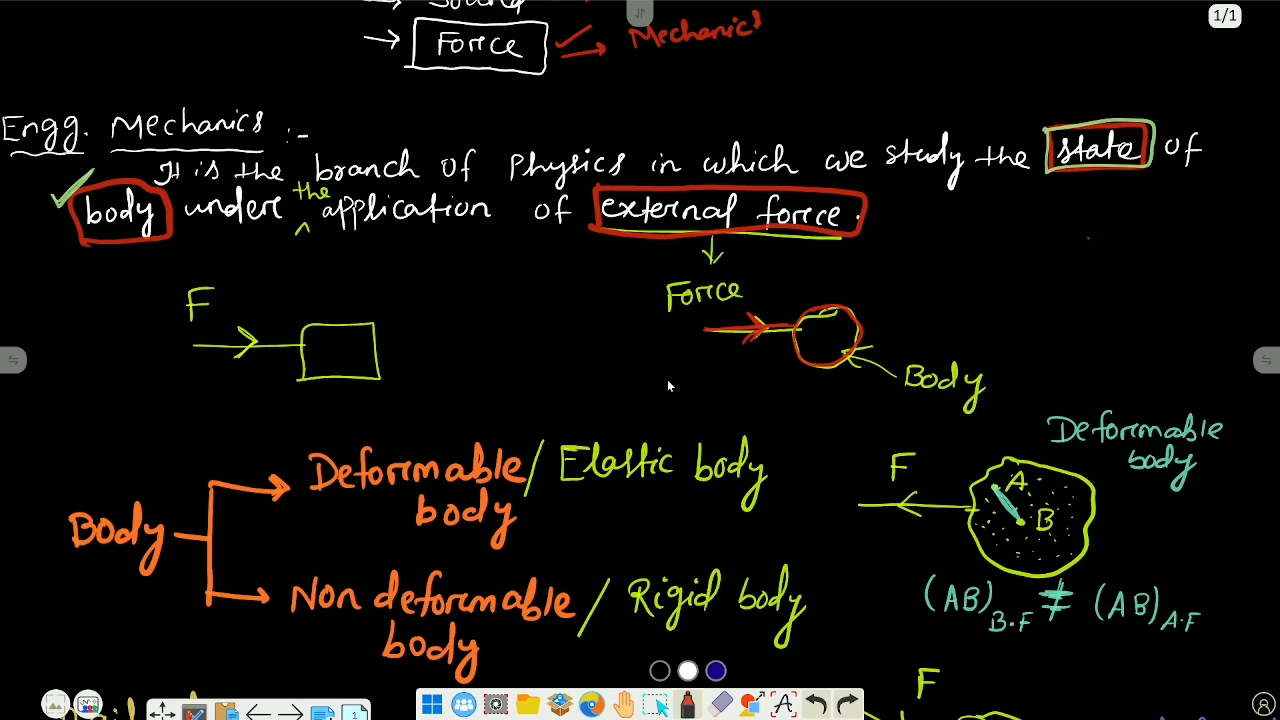 → Sound
→ Force → Mechanics
1/1
Engg. Mechanics :-
It is the branch of Physics in which we study the state of
body under the application of external force.
F
Force
Body
Deformable / Elastic body
body
Body
Non deformable / Rigid body
body
Deformable
body
F
A
B
(AB)B.F ≠ (AB)A.F
F